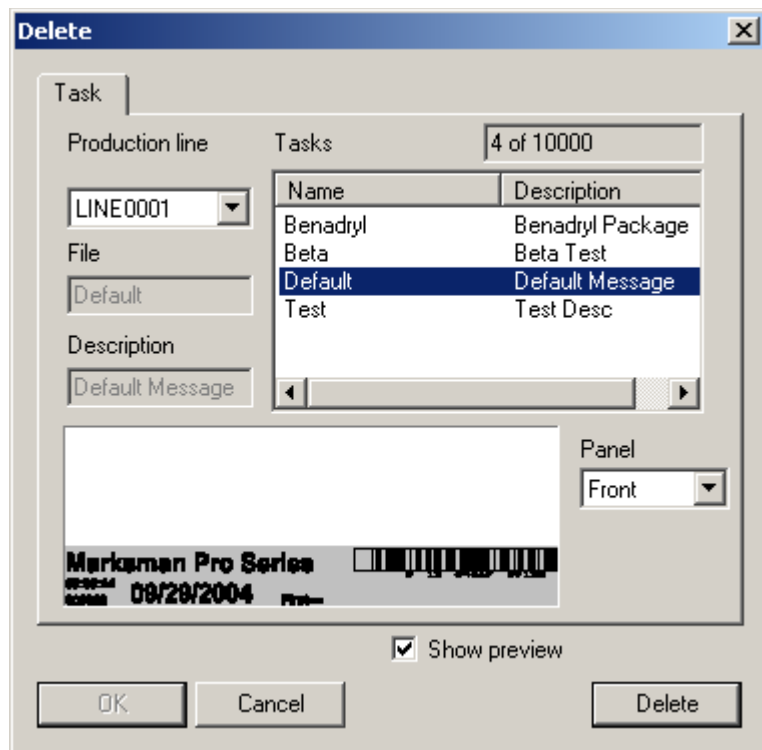 Delete
Task
Production line
Tasks
4 of 10000
LINE0001
Name Description
Benadryl Benadryl Package
Beta Beta Test
Default Default Message
Test Test Desc
File
Default
Description
Default Message
Panel
Front
Marksman Pro Series
09/29/2004
Show preview
OK Cancel Delete